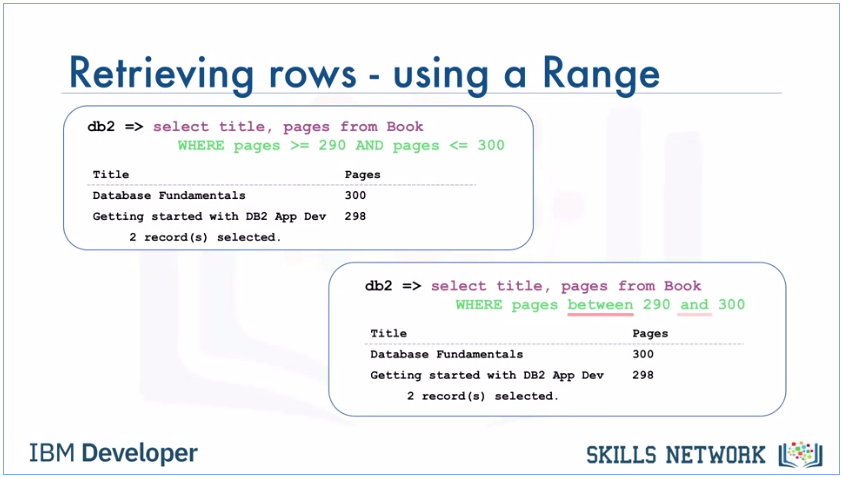 Retrieving rows - using a Range
db2 => select title, pages from Book
WHERE pages >= 290 AND pages <= 300
Title Pages
Database Fundamentals 300
Getting started with DB2 App Dev 298
2 record(s) selected.
db2 => select title, pages from Book
WHERE pages between 290 and 300
Title Pages
Database Fundamentals 300
Getting started with DB2 App Dev 298
2 record(s) selected.
IBM Developer
SKILLS NETWORK